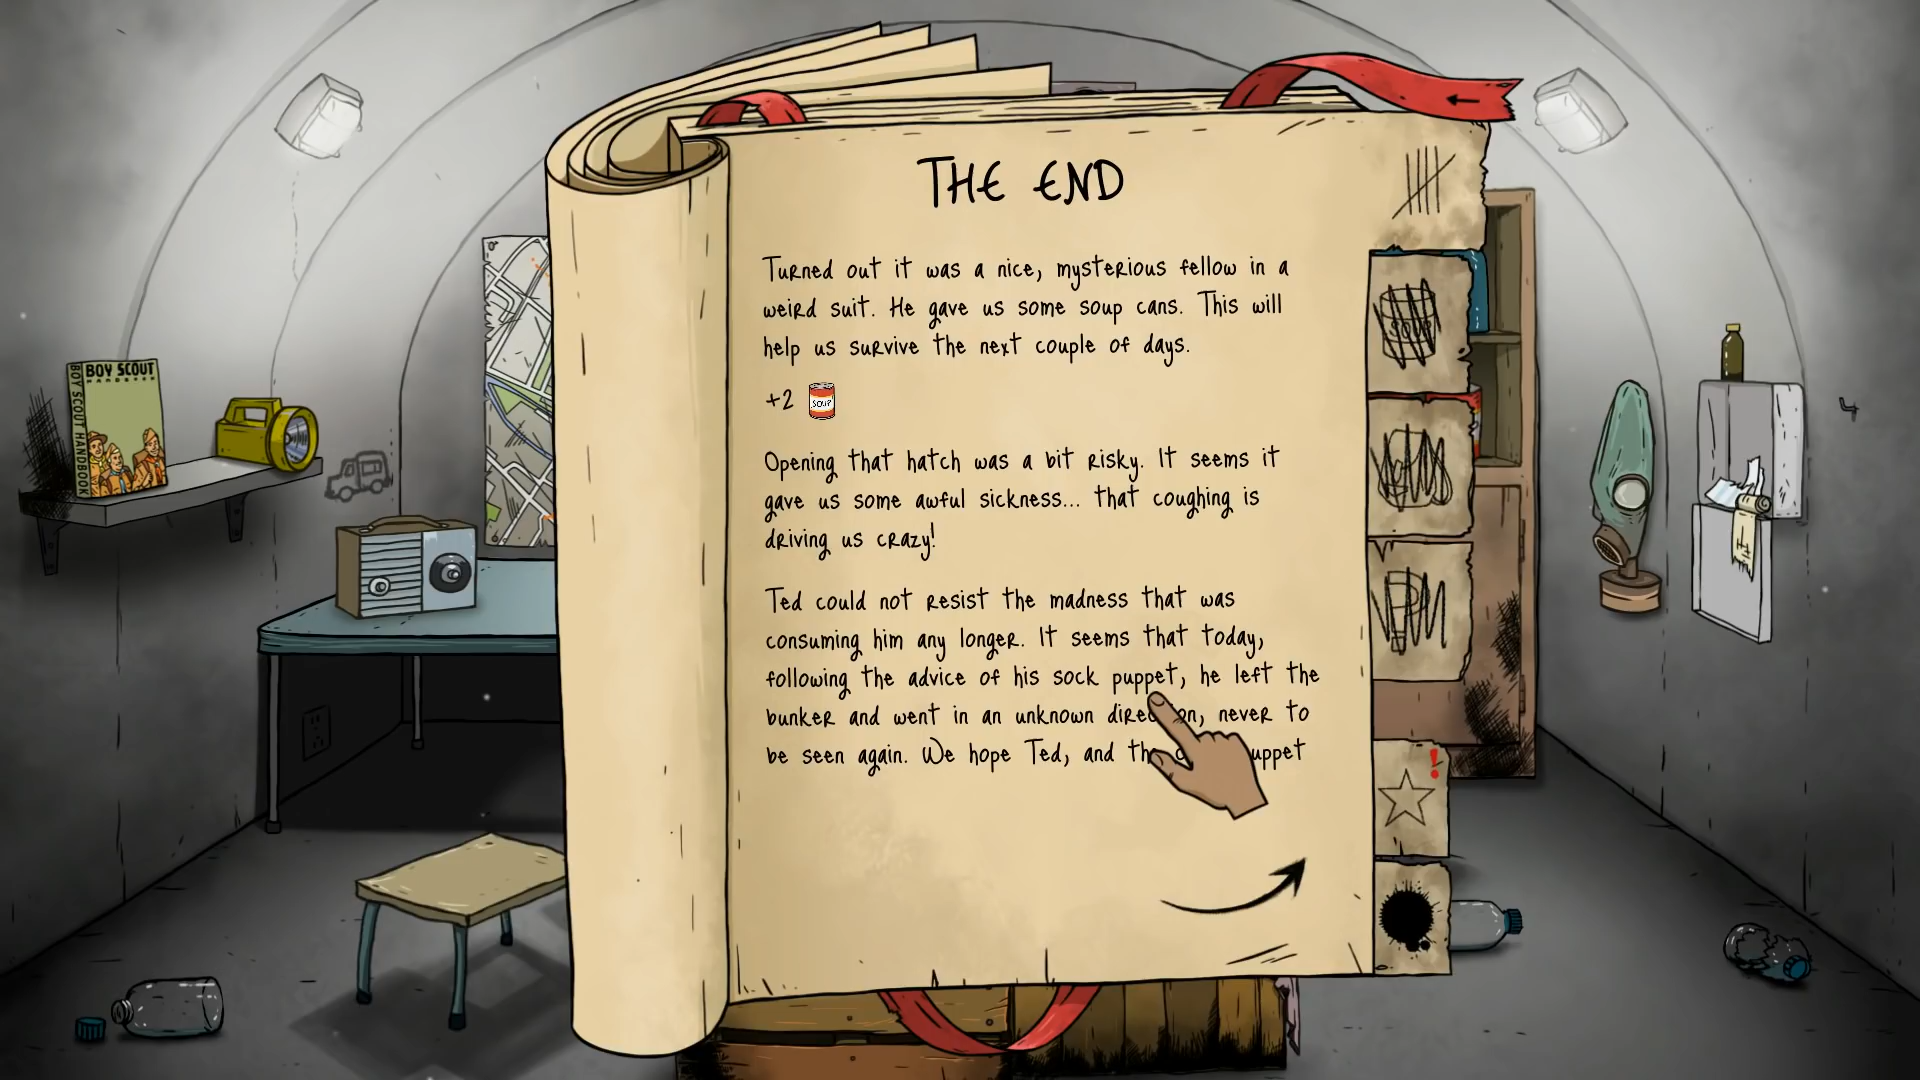 THE END
Turned out it was a nice, mysterious fellow in a
weird suit. He gave us some soup cans. This will
help us survive the next couple of days.
+2 SOUP
Opening that hatch was a bit risky. It seems it
gave us some awful sickness... that coughing is
driving us crazy!
Ted could not resist the madness that was
consuming him any longer. It seems that today,
following the advice of his sock puppet, he left the
bunker and went in an unknown , never to
be seen again. We hope Ted, and
BOY SCOUT
HANDBOOK
BOY SCOUT HANDBOOK
!